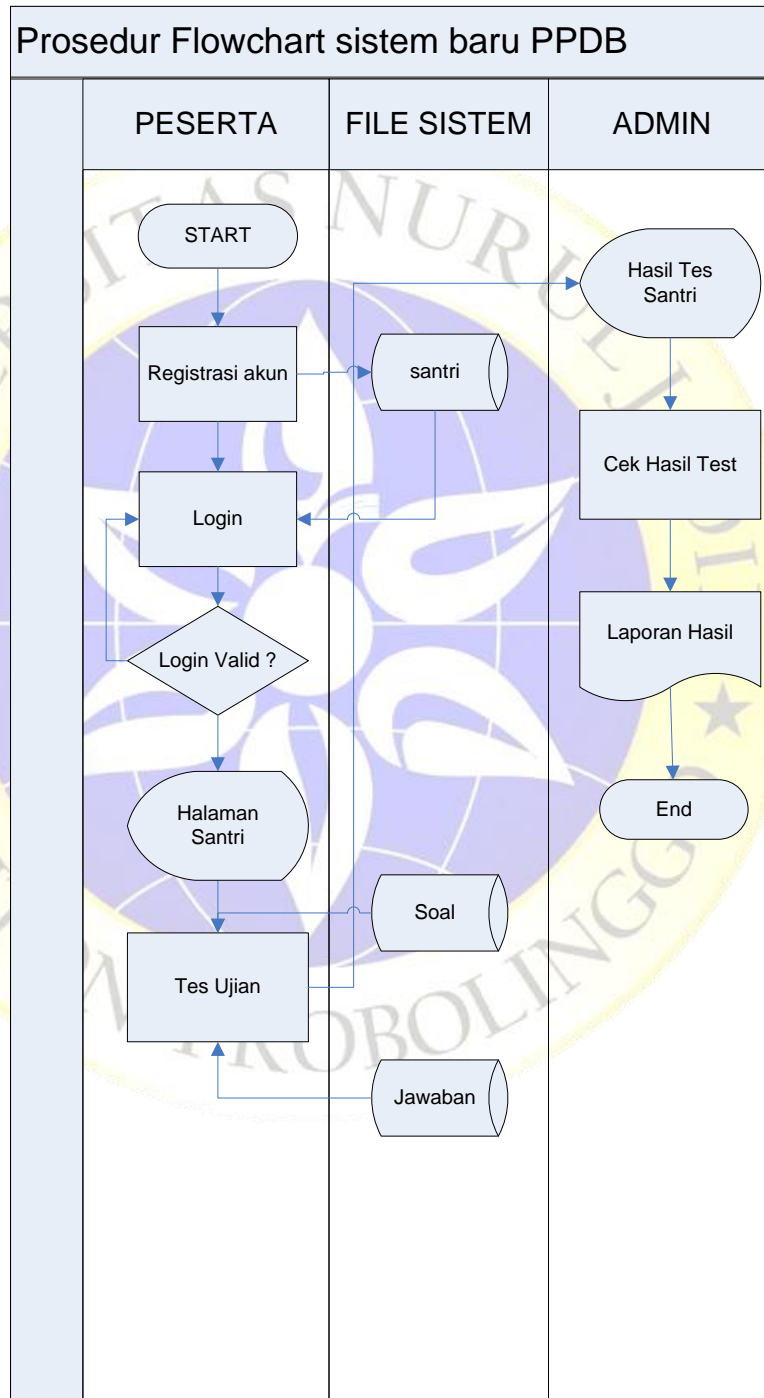 Prosedur Flowchart sistem baru PPDB
PESERTA
FILE SISTEM
ADMIN
START
Registrasi akun
Login
Login Valid ?
Halaman
Santri
Tes Ujian
santri
Soal
Jawaban
Hasil Tes
Santri
Cek Hasil Test
Laporan Hasil
End